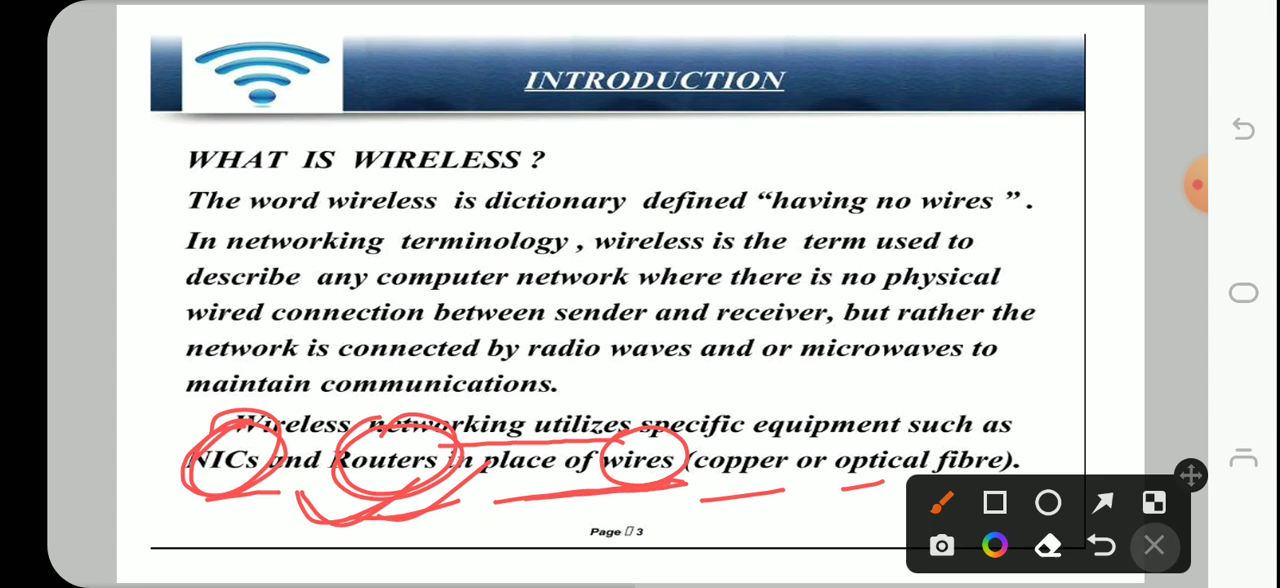 INTRODUCTION
WHAT IS WIRELESS ?
The word wireless is dictionary defined “having no wires ” .
In networking terminology , wireless is the term used to
describe any computer network where there is no physical
wired connection between sender and receiver, but rather the
network is connected by radio waves and or microwaves to
maintain communications.
Wireless networking utilizes specific equipment such as
NICs and Routers in place of wires (copper or optical fibre).
Page 3